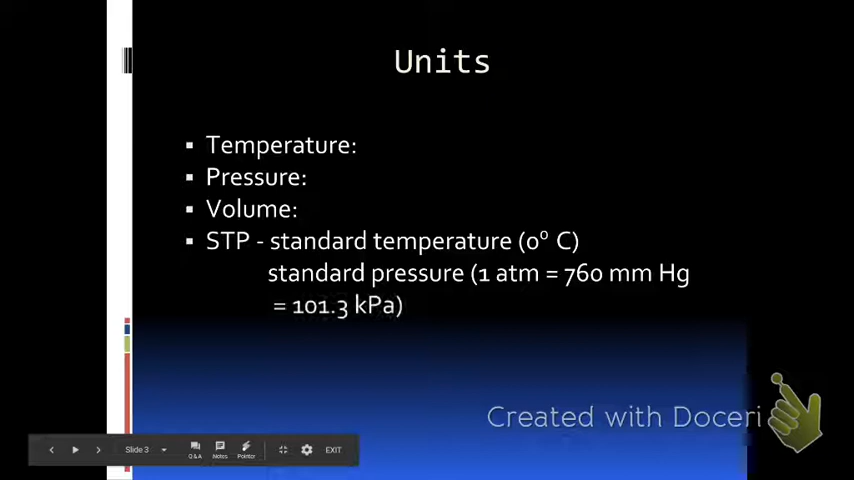 Units
▪ Temperature:
▪ Pressure:
▪ Volume:
▪ STP - standard temperature (0⁰ C)
standard pressure (1 atm = 760 mm Hg
= 101.3 kPa)
Created with Doceri
Slide 3
Q & A
Notes
Pointer
EXIT